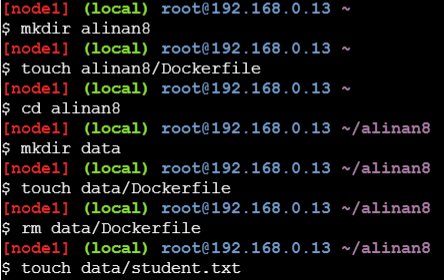 [node1] (local) root@192.168.0.13 ~
$ mkdir alinan8
[node1] (local) root@192.168.0.13 ~
$ touch alinan8/Dockerfile
[node1] (local) root@192.168.0.13 ~
$ cd alinan8
[node1] (local) root@192.168.0.13 ~/alinan8
$ mkdir data
[node1] (local) root@192.168.0.13 ~/alinan8
$ touch data/Dockerfile
[node1] (local) root@192.168.0.13 ~/alinan8
$ rm data/Dockerfile
[node1] (local) root@192.168.0.13 ~/alinan8
$ touch data/student.txt